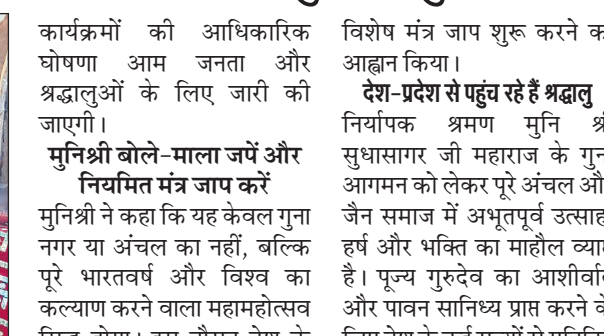 कार्यक्रमों की आधिकारिक
घोषणा आम जनता और
श्रद्धालुओं के लिए जारी की
जाएगी।
मुनिश्री बोले-माला जपें और
नियमित मंत्र जाप करें
मुनिश्री ने कहा कि यह केवल गुना
नगर या अंचल का नहीं, बल्कि
पूरे भारतवर्ष और विश्व का
कल्याण करने वाला महामहोत्सव
विशेष मंत्र जाप शुरू करने का
आह्वान किया।
देश-प्रदेश से पहुंच रहे हैं श्रद्धालु
निर्यापक श्रमण मुनि श्री
सुधासागर जी महाराज के गुना
आगमन को लेकर पूरे अंचल और
जैन समाज में अभूतपूर्व उत्साह
हर्ष और भक्ति का माहौल व्याप्त
है। पूज्य गुरुदेव का आशीर्वाद
और पावन सानिध्य प्राप्त करने के